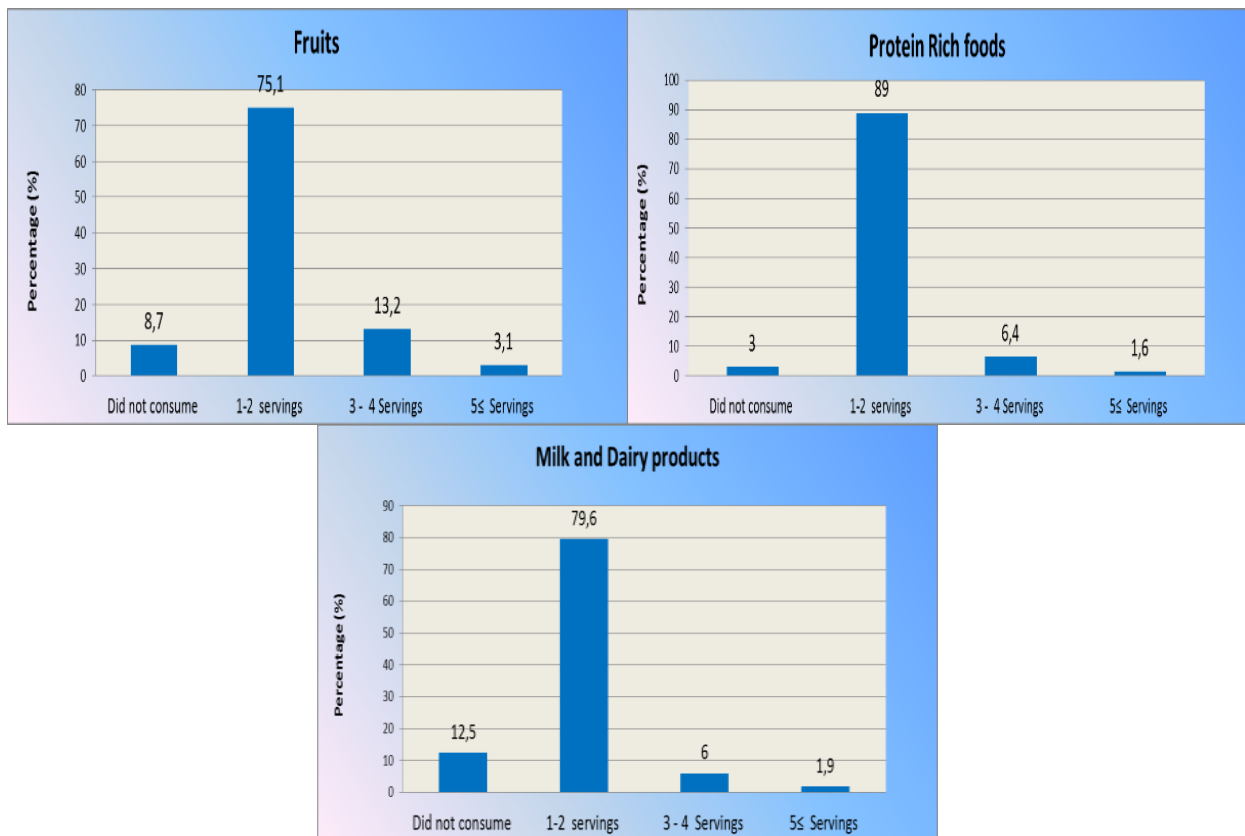 Fruits
Percentage (%)
80
70
60
50
40
30
20
10
0
8,7
75,1
13,2
3,1
Did not consume
1-2 servings
3 - 4 Servings
5≤ Servings
Protein Rich foods
Percentage (%)
100
90
80
70
60
50
40
30
20
10
0
3
89
6,4
1,6
Did not consume
1-2 servings
3 - 4 Servings
5≤ Servings
Milk and Dairy products
Percentage (%)
90
80
70
60
50
40
30
20
10
0
12,5
79,6
6
1,9
Did not consume
1-2 servings
3 - 4 Servings
5≤ Servings